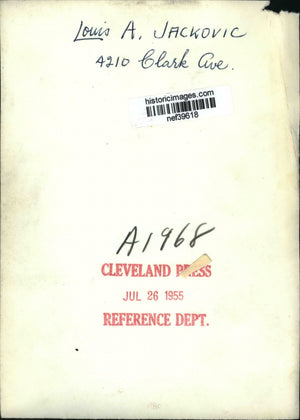 Louis A. JACKOVIC
4210 Clark Ave.
historicimages.com
nef39618
A1968
CLEVELAND PRESS
JUL 26 1955
REFERENCE DEPT.